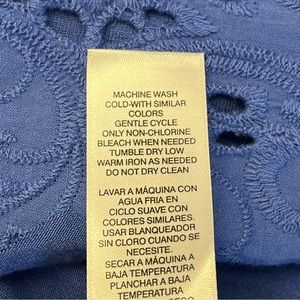 MACHINE WASH
COLD-WITH SIMILAR
COLORS
GENTLE CYCLE
ONLY NON-CHLORINE
BLEACH WHEN NEEDED
TUMBLE DRY LOW
WARM IRON AS NEEDED
DO NOT DRY CLEAN
LAVAR A MÁQUINA CON
AGUA FRIA EN
CICLO SUAVE CON
COLORES SIMILARES.
USAR BLANQUEADOR
SIN CLORO CUANDO SE
NECESITE.
SECAR A MÁQUINA A
BAJA TEMPERATURA
PLANCHAR A BAJA
TEMPERATURA